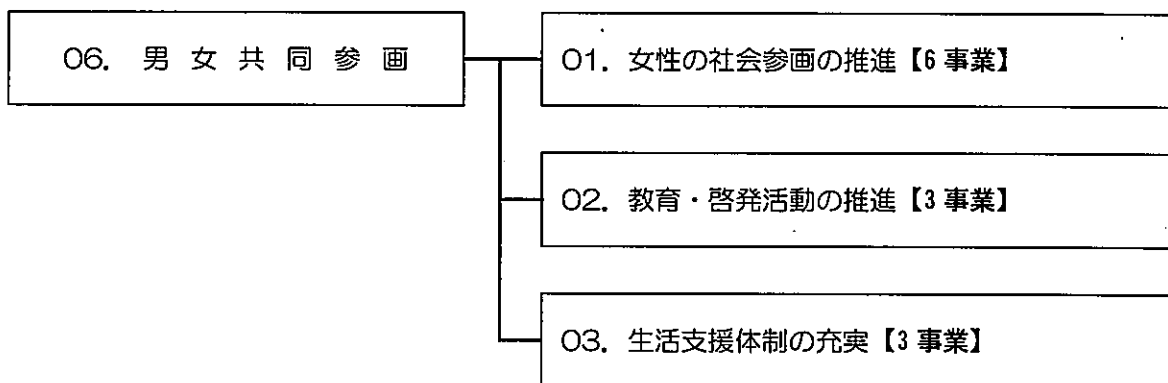 06. 男女共同参画
01. 女性の社会参画の推進【6事業】
02. 教育・啓発活動の推進【3事業】
03. 生活支援体制の充実【3事業】